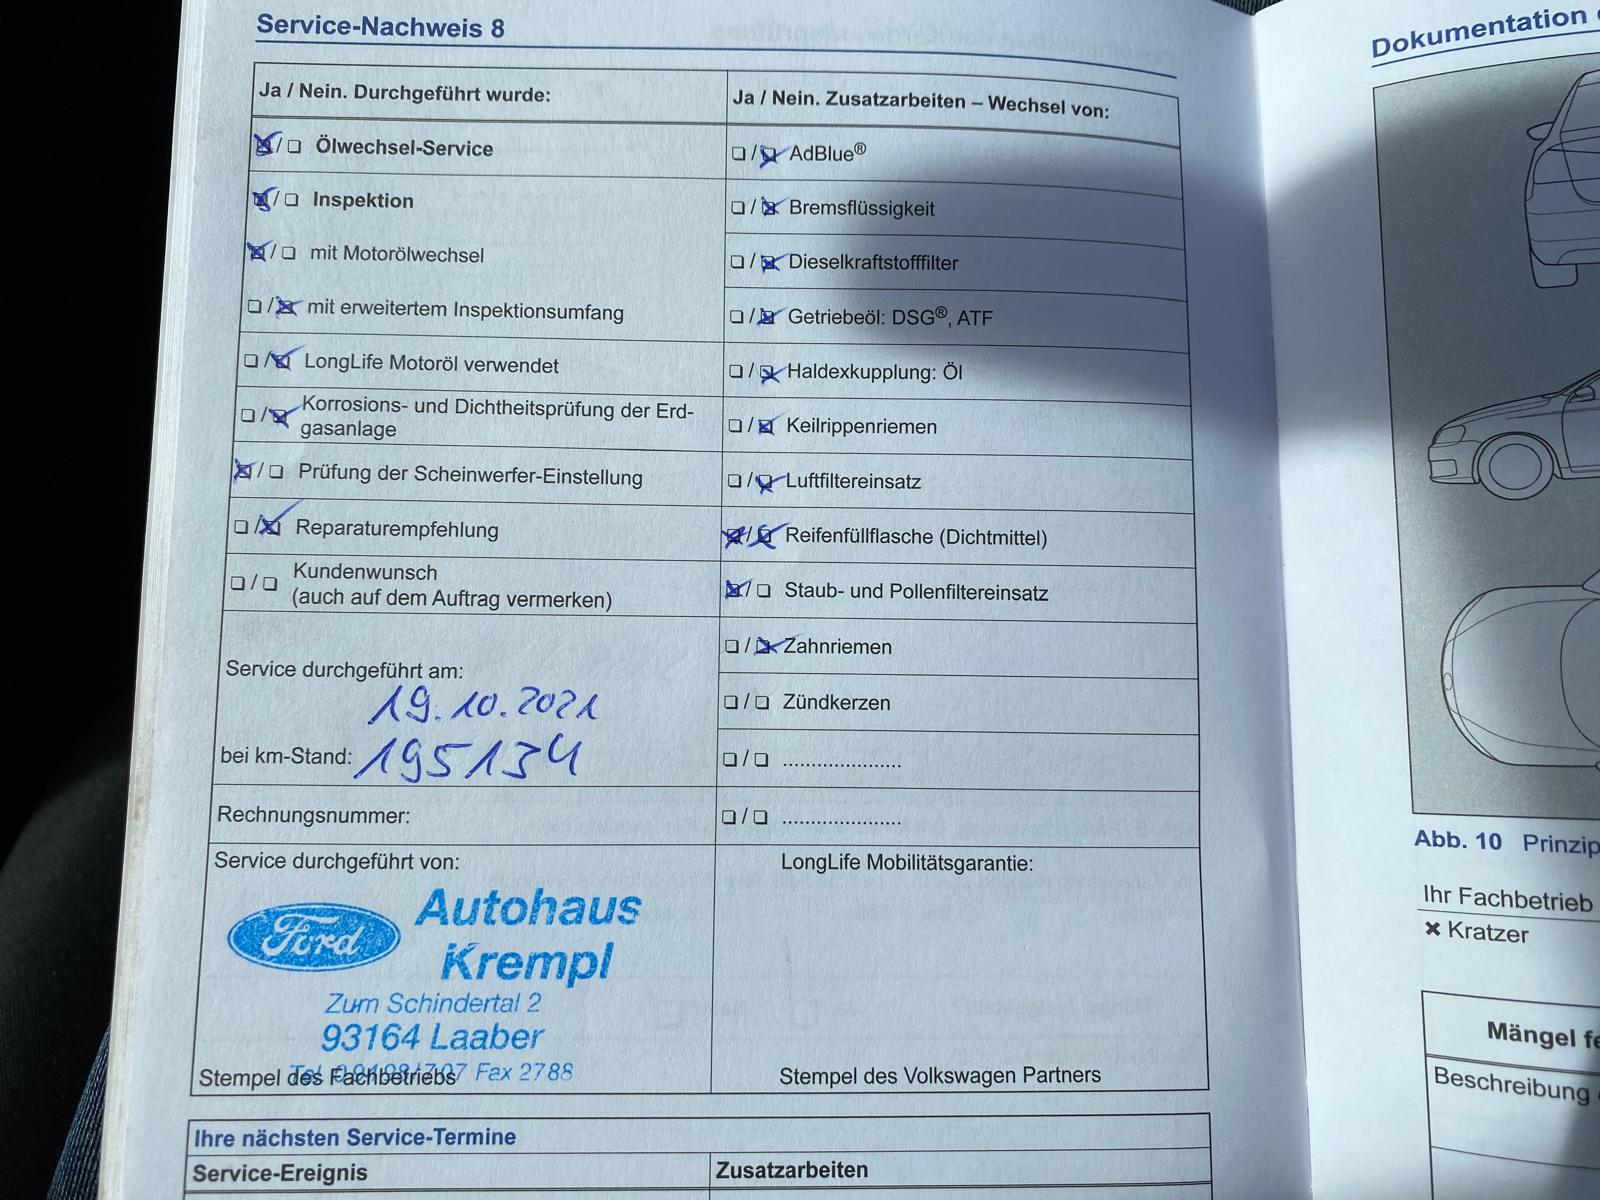 Service-Nachweis 8
Ja / Nein. Durchgeführt wurde:
Ölwechsel-Service
Inspektion
mit Motorölwechsel
mit erweitertem Inspektionsumfang
LongLife Motoröl verwendet
Korrosions- und Dichtheitsprüfung der Erd-
gasanlage
Prüfung der Scheinwerfer-Einstellung
Reparaturempfehlung
Kundenwunsch
(auch auf dem Auftrag vermerken)
Service durchgeführt am:
19.10.2021
bei km-Stand: 195134
Rechnungsnummer:
Service durchgeführt von:
Ford
Autohaus
Krempl
Zum Schindertal 2
93164 Laaber
Fax 2788
Stempel des Fachbetriebs
Ja / Nein. Zusatzarbeiten – Wechsel von:
AdBlue®
Bremsflüssigkeit
Dieselkraftstofffilter
Getriebeöl: DSG®, ATF
Haldexkupplung: Öl
Keilrippenriemen
Luftfiltereinsatz
Reifenfüllflasche (Dichtmittel)
Staub- und Pollenfiltereinsatz
Zahnriemen
Zündkerzen
LongLife Mobilitätsgarantie:
Stempel des Volkswagen Partners
Ihre nächsten Service-Termine
Service-Ereignis
Zusatzarbeiten
Dokumentation
Abb. 10 Prinzip
Ihr Fachbetrieb
✖ Kratzer
Mängel fe
Beschreibung